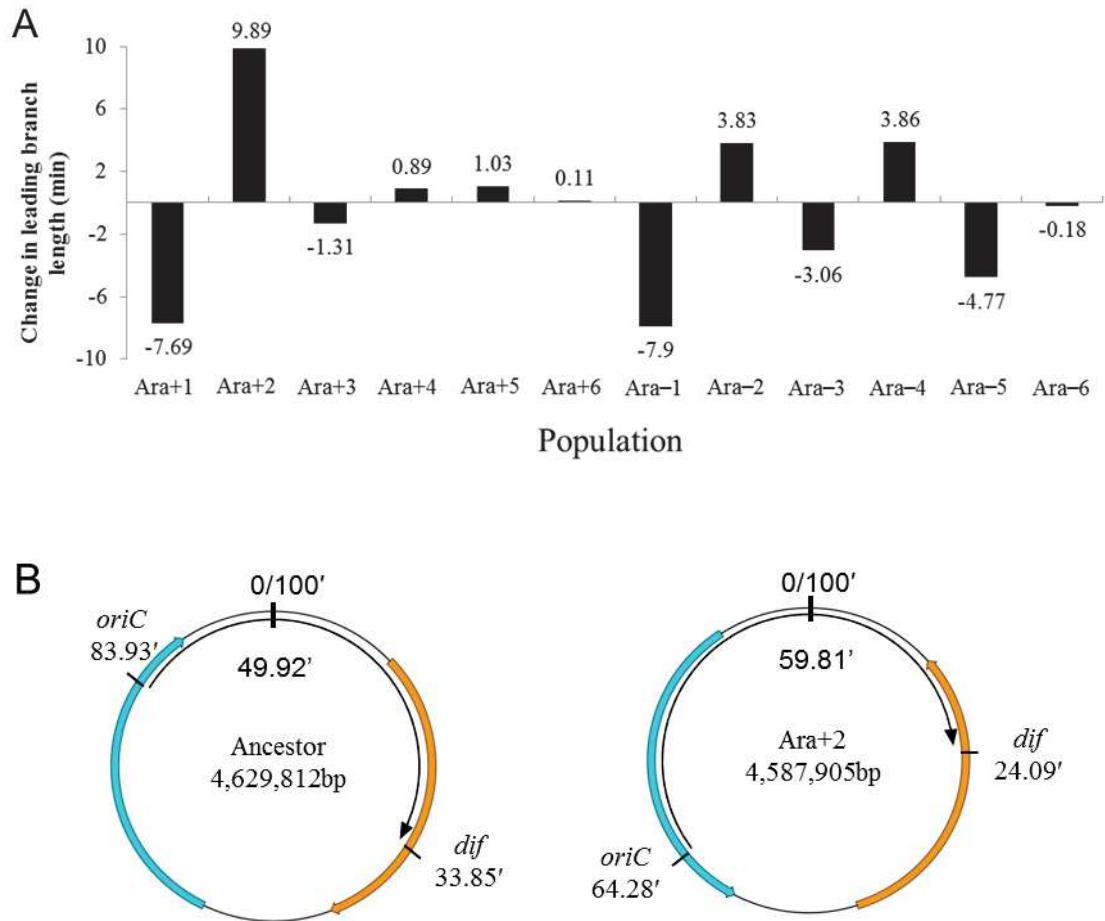 A
Change in leading branch
length (min)
10
6
2
-2
-6
-10
-7.69
9.89
-1.31
0.89
1.03
0.11
-7.9
3.83
-3.06
3.86
-4.77
-0.18
Ara+1 Ara+2 Ara+3 Ara+4 Ara+5 Ara+6 Ara–1 Ara–2 Ara–3 Ara–4 Ara–5 Ara–6
Population
B
0/100′
oriC
83.93′
49.92'
Ancestor
4,629,812bp
dif
33.85′
0/100′
59.81'
Ara+2
4,587,905bp
dif
24.09′
oriC
64.28′